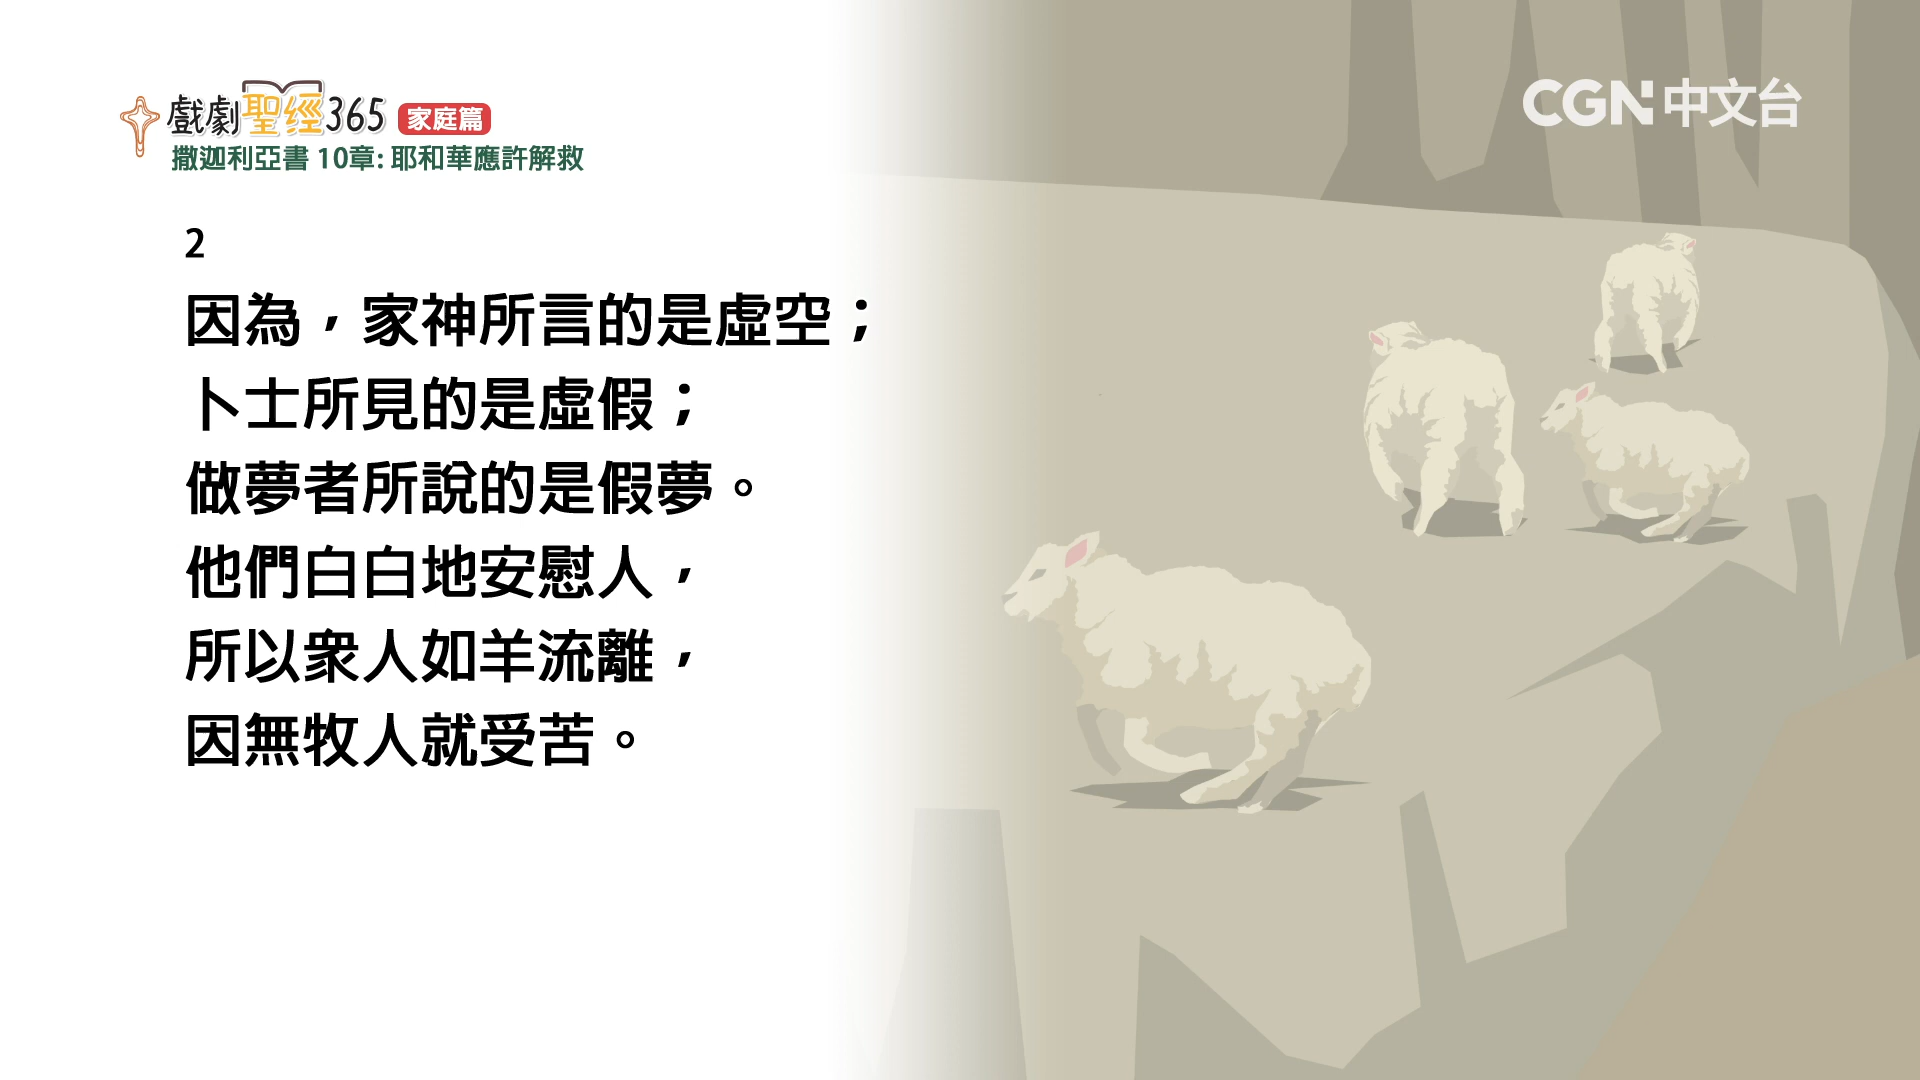 戲劇聖經365 家庭篇
CGN中文台
撒迦利亞書 10章: 耶和華應許解救
2
因為，家神所言的是虛空；
卜士所見的是虛假；
做夢者所說的是假夢。
他們白白地安慰人，
所以眾人如羊流離，
因無牧人就受苦。